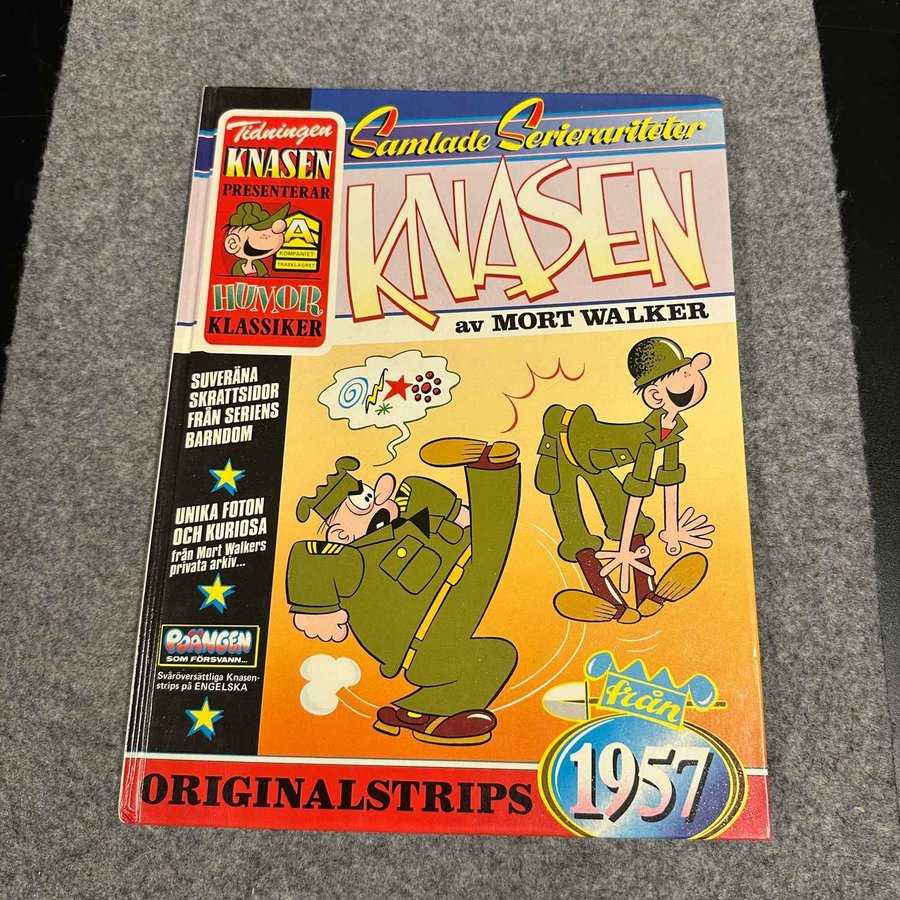 Tidningen
KNASEN
PRESENTERAR
A
KOMPANIET
TRÄSKLÄGRET
HUMOR
KLASSIKER
Samlade Serierariteter
KNASEN
av MORT WALKER
SUVERÄNA
SKRATTSIDOR
FRÅN SERIENS
BARNDOM
UNIKA FOTON
OCH KURIOSA
från Mort Walkers
privata arkiv...
POÄNGEN
SOM FÖRSVANN...
Svåröversättliga Knasen-
strips på ENGELSKA
från
1957
ORIGINALSTRIPS